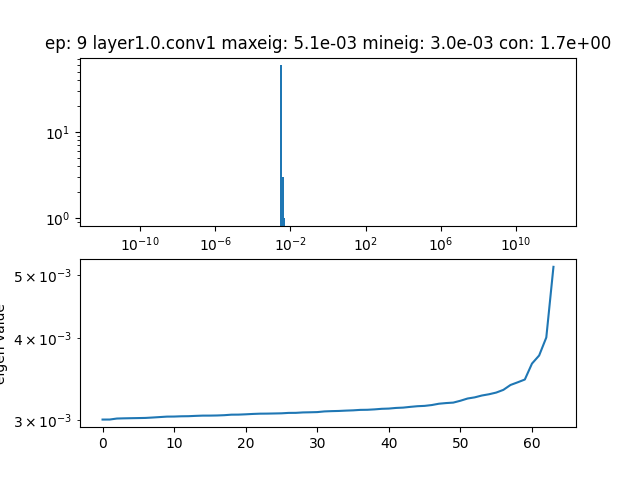 ep: 9 layer1.0.conv1 maxeig: 5.1e-03 mineig: 3.0e-03 con: 1.7e+00
10¹
10⁰
10⁻¹⁰ 10⁻⁶ 10⁻² 10² 10⁶ 10¹⁰
5 × 10⁻³
4 × 10⁻³
3 × 10⁻³
eigen value
0 10 20 30 40 50 60